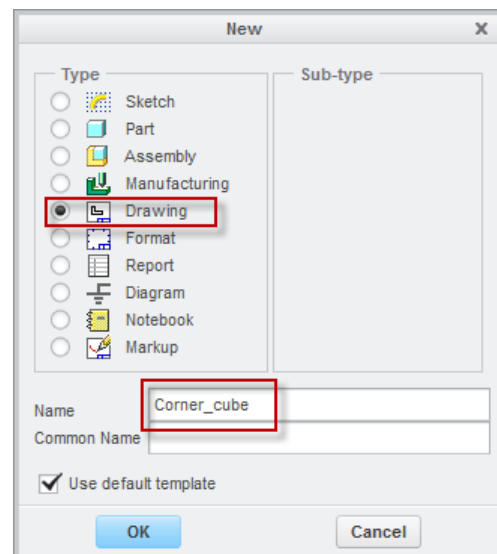 New
Type
Sub-type
Sketch
Part
Assembly
Manufacturing
Drawing
Format
Report
Diagram
Notebook
Markup
Name
Corner_cube
Common Name
Use default template
OK
Cancel